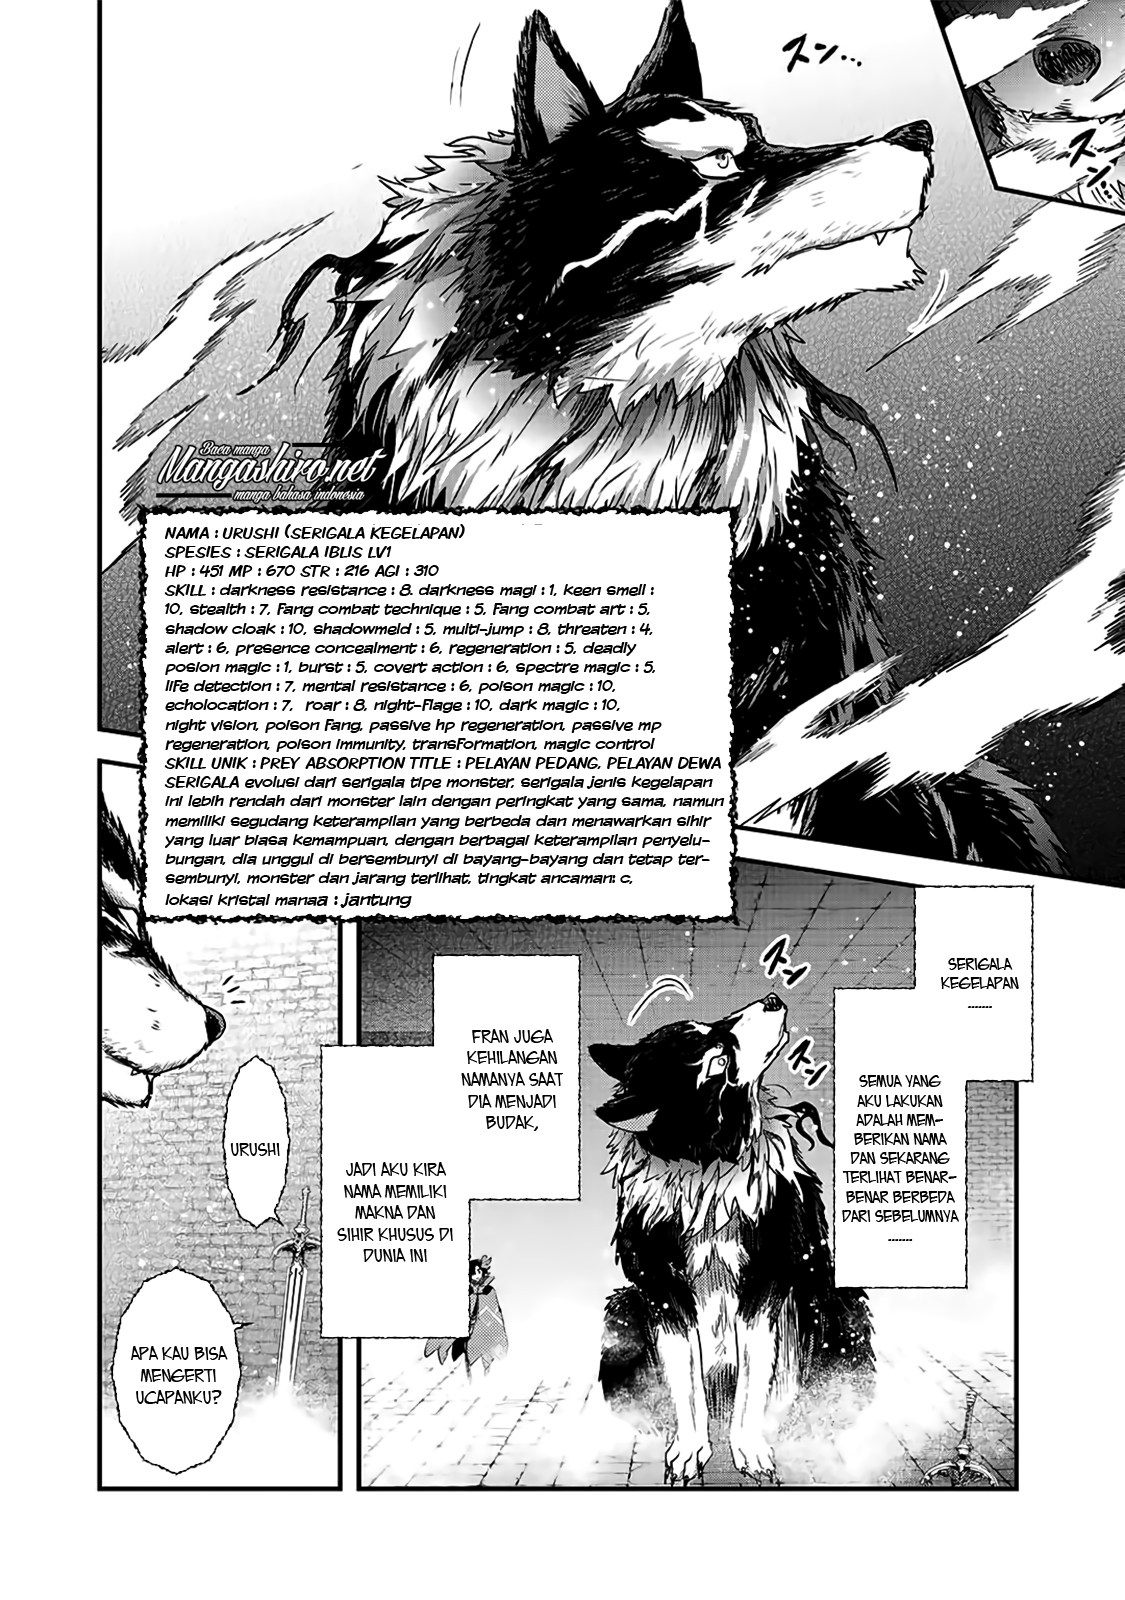 スン…
スン…
Baca manga
Mangashiro.net
manga bahasa indonesia
NAMA : URUSHI (SERIGALA KEGELAPAN)
SPESIES : SERIGALA IBLIS LV1
HP : 451 MP : 670 STR : 216 AGI : 310
SKILL : darkness resistance : 8. darkness magi : 1, keen smell :
10, stealth : 7, Fang combat technique : 5, Fang combat art : 5,
shadow cloak : 10, shadowmeld : 5, multi-jump : 8, threaten : 4,
alert : 6, presence concealment : 6, regeneration : 5, deadly
posion magic : 1, burst : 5, covert action : 6, spectre magic : 5,
life detection : 7, mental resistance : 6, poison magic : 10,
echolocation : 7,  roar : 8, night-Flage : 10, dark magic : 10,
night vision, poison Fang, passive hp regeneration, passive mp
regeneration, poison immunity, transFormation, magic control
SKILL UNIK : PREY ABSORPTION TITLE : PELAYAN PEDANG, PELAYAN DEWA
SERIGALA evolusi dari serigala tipe monster, serigala jenis kegelapan
ini lebih rendah dari monster lain dengan peringkat yang sama, namun
memiliki segudang keterampilan yang berbeda dan menawarkan sihir
yang luar biasa kemampuan, dengan berbagai keterampilan penyelu-
bungan, dia unggul di bersembunyi di bayang-bayang dan tetap ter-
sembunyi, monster dan jarang terlihat, tingkat ancaman: c,
lokasi kristal manaa : jantung
SERIGALA
KEGELAPAN
........
SEMUA YANG
AKU LAKUKAN
ADALAH MEM-
BERIKAN NAMA
DAN SEKARANG
TERLIHAT BENAR-
BENAR BERBEDA
DARI SEBELUMNYA
.......
スン
スン
FRAN JUGA
KEHILANGAN
NAMANYA SAAT
DIA MENJADI
BUDAK,
JADI AKU KIRA
NAMA MEMILIKI
MAKNA DAN
SIHIR KHUSUS DI
DUNIA INI
URUSHI
APA KAU BISA
MENGERTI
UCAPANKU?